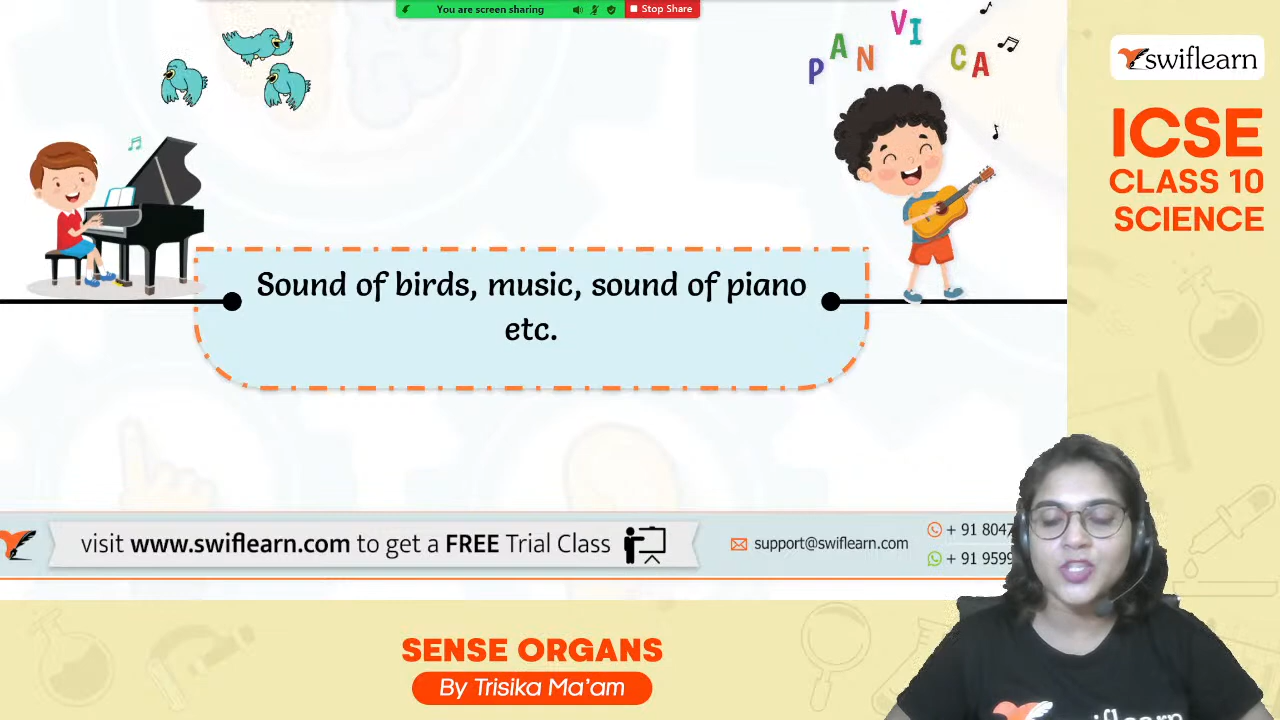 You are screen sharing
Stop Share
PANVICA
swiflearn
ICSE
CLASS 10
SCIENCE
Sound of birds, music, sound of piano
etc.
visit www.swiflearn.com to get a FREE Trial Class
support@swiflearn.com
+ 91 8047
+ 91 9599
SENSE ORGANS
By Trisika Ma'am
swiflearn